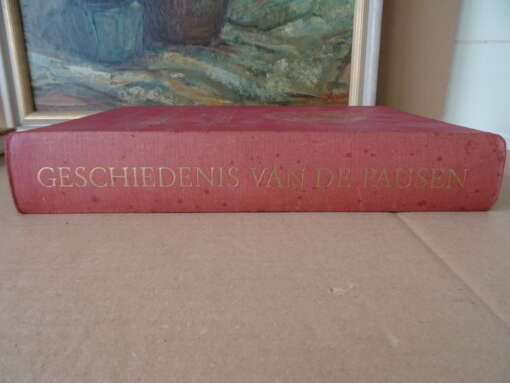 GESCHIEDENIS VAN DE PAUSEN